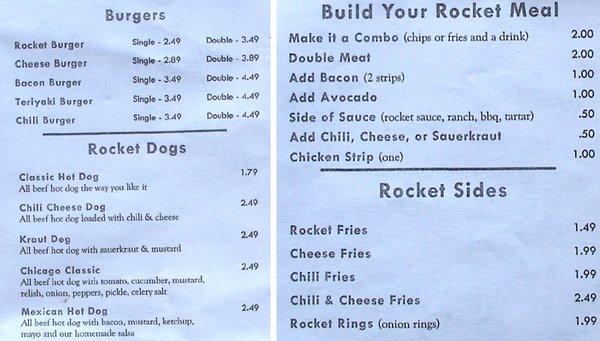 Burgers
Rocket Burger Single - 2.49 Double - 3.49
Cheese Burger Single - 2.89 Double - 3.89
Bacon Burger Single - 3.49 Double - 4.49
Teriyaki Burger Single - 3.49 Double - 4.49
Chili Burger Single - 3.49 Double - 4.49
Rocket Dogs
Classic Hot Dog 1.79
All beef hot dog the way you like it
Chili Cheese Dog 2.49
All beef hot dog loaded with chili & cheese
Kraut Dog 2.49
All beef hot dog with sauerkraut & mustard
Chicago Classic 2.49
All beef hot dog with tomato, cucumber, mustard,
relish, onion, peppers, pickle, celery salt
Mexican Hot Dog 2.49
All beef hot dog with bacon, mustard, ketchup,
mayo and our homemade salsa
Build Your Rocket Meal
Make it a Combo (chips or fries and a drink) 2.00
Double Meat 2.00
Add Bacon (2 strips) 1.00
Add Avocado 1.00
Side of Sauce (rocket sauce, ranch, bbq, tartar) .50
Add Chili, Cheese, or Sauerkraut .50
Chicken Strip (one) 1.00
Rocket Sides
Rocket Fries 1.49
Cheese Fries 1.99
Chili Fries 1.99
Chili & Cheese Fries 2.49
Rocket Rings (onion rings) 1.99